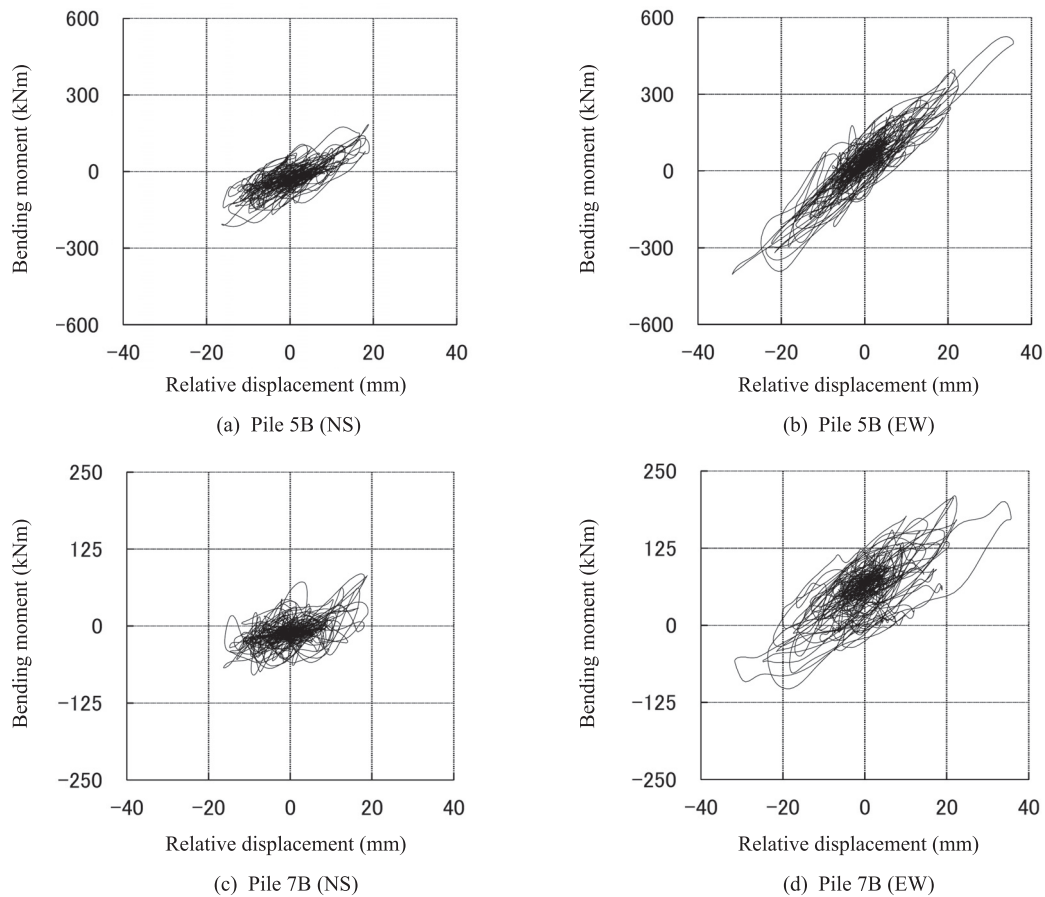 600
300
0
−300
−600
Bending moment (kNm)
−40 −20 0 20 40
Relative displacement (mm)
(a) Pile 5B (NS)
600
300
0
−300
−600
Bending moment (kNm)
−40 −20 0 20 40
Relative displacement (mm)
(b) Pile 5B (EW)
250
125
0
−125
−250
Bending moment (kNm)
−40 −20 0 20 40
Relative displacement (mm)
(c) Pile 7B (NS)
250
125
0
−125
−250
Bending moment (kNm)
−40 −20 0 20 40
Relative displacement (mm)
(d) Pile 7B (EW)